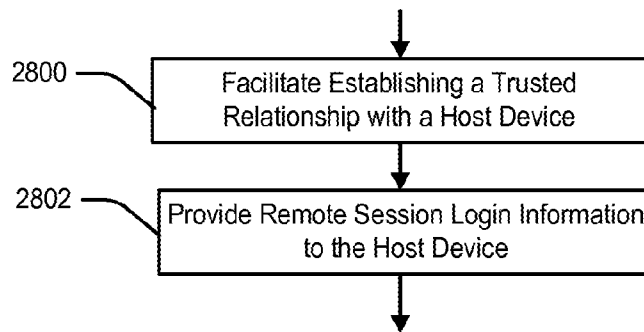 2800
Facilitate Establishing a Trusted
Relationship with a Host Device
2802
Provide Remote Session Login Information
to the Host Device